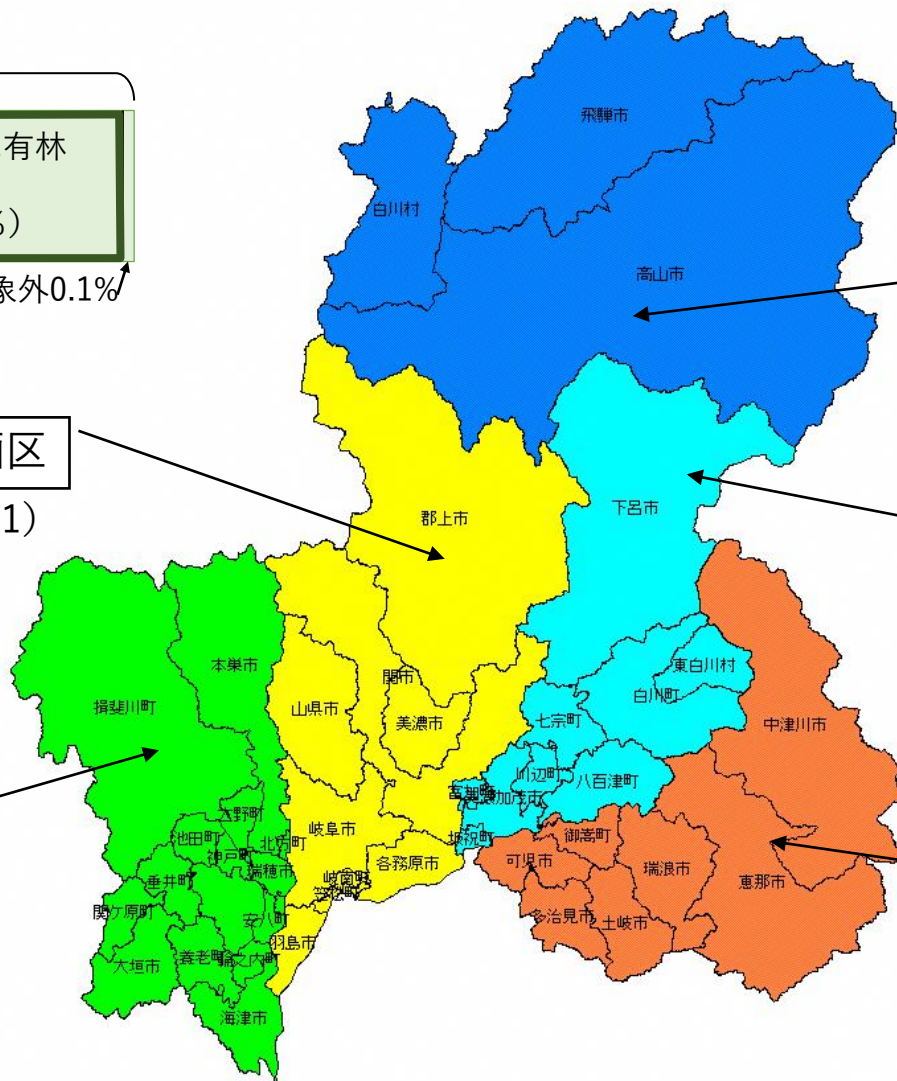 有林
%）
象外0.1%
画区
1）
飛騨市
白川村
高山市
郡上市
下呂市
本巣市
揖斐川町
山県市
関市
美濃市
東白川村
白川町
七宗町
中津川市
川辺町
八百津町
加茂市
坂祝町
大野町
池田町
北方町
神戸町
瑞穂市
垂井町
岐阜市
各務原市
岐南町
笠松町
御嵩町
可児市
瑞浪市
恵那市
関ケ原町
安八町
多治見市
土岐市
羽島市
大垣市
養老町
輪之内町
海津市